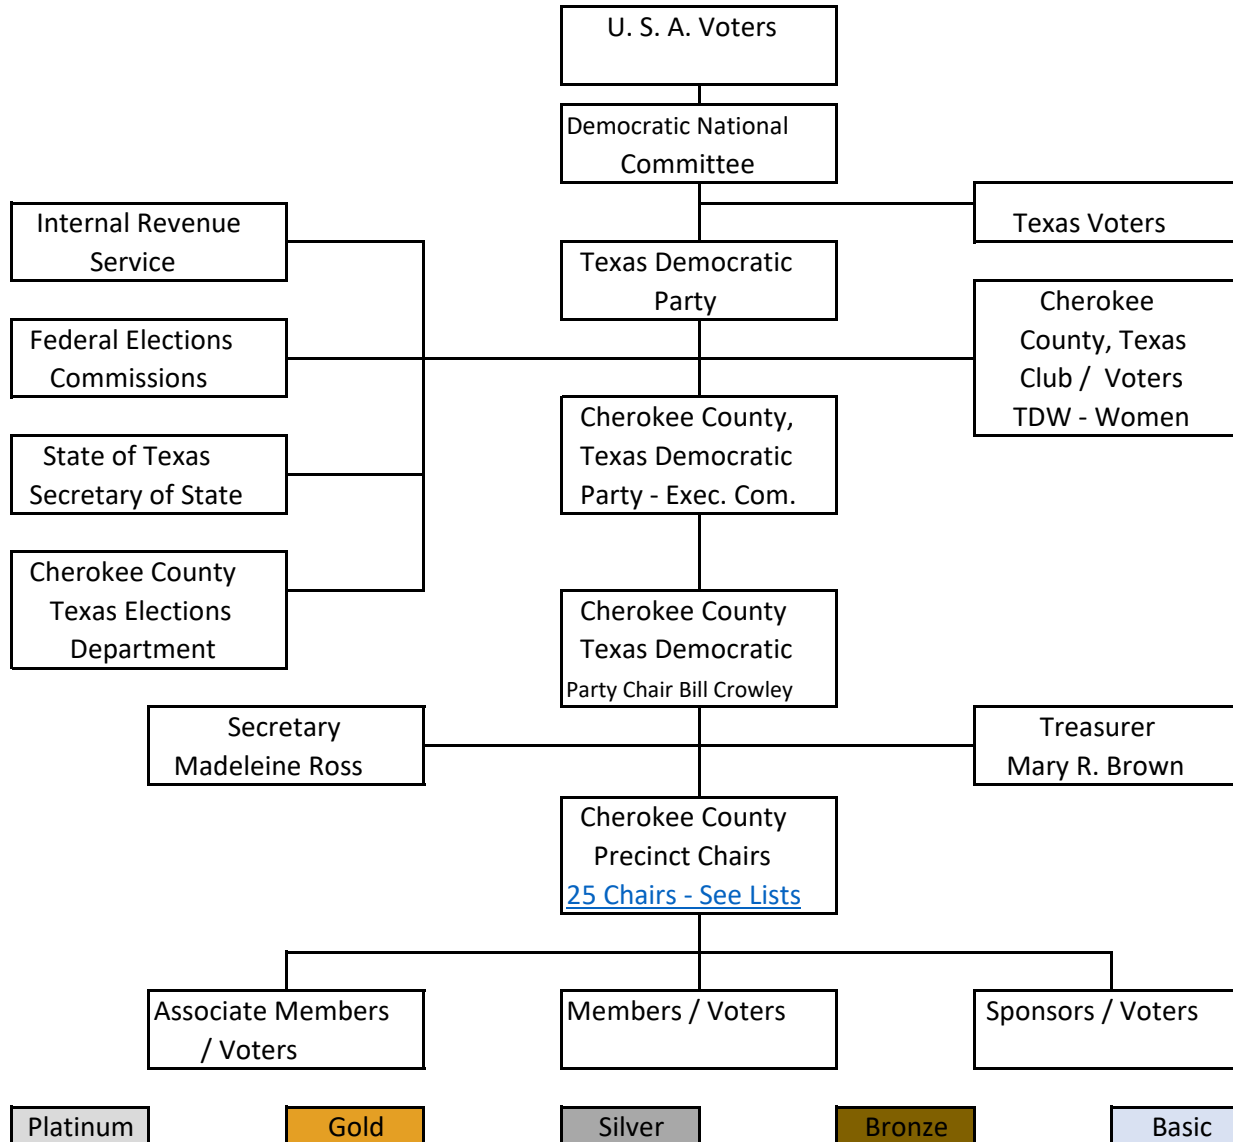 U. S. A. Voters
Democratic National
Committee
Texas Voters
Internal Revenue
Service
Texas Democratic
Party
Cherokee
County, Texas
Club /  Voters
TDW - Women
Federal Elections
Commissions
Cherokee County,
Texas Democratic
Party - Exec. Com.
State of Texas
Secretary of State
Cherokee County
Texas Elections
Department
Cherokee County
Texas Democratic
Party Chair Bill Crowley
Secretary
Madeleine Ross
Treasurer
Mary R. Brown
Cherokee County
Precinct Chairs
25 Chairs - See Lists
Associate Members
/ Voters
Members / Voters
Sponsors / Voters
Platinum
Gold
Silver
Bronze
Basic